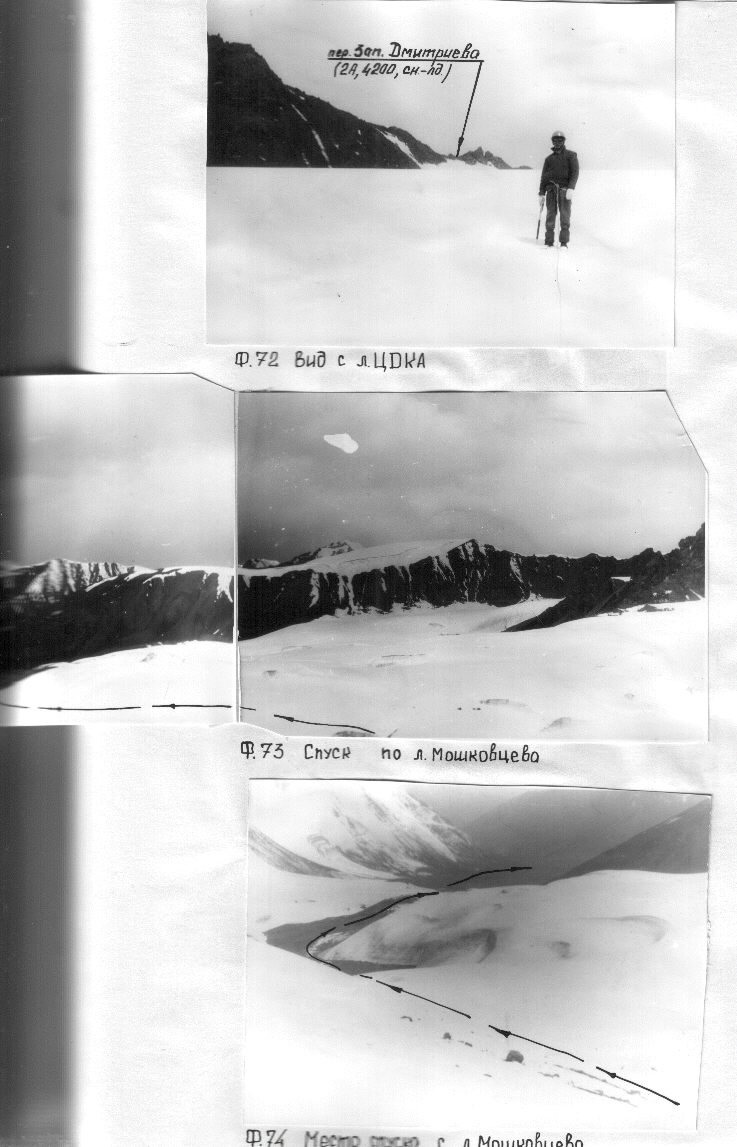 пер. Зап. Дмитриева
(2А, 4200, сн-лд.)
Ф.72 Вид с л.ЦДКА
Ф.73 Спуск по л.Мошковцева
Ф.74 Место спуска с л.Мошковцева